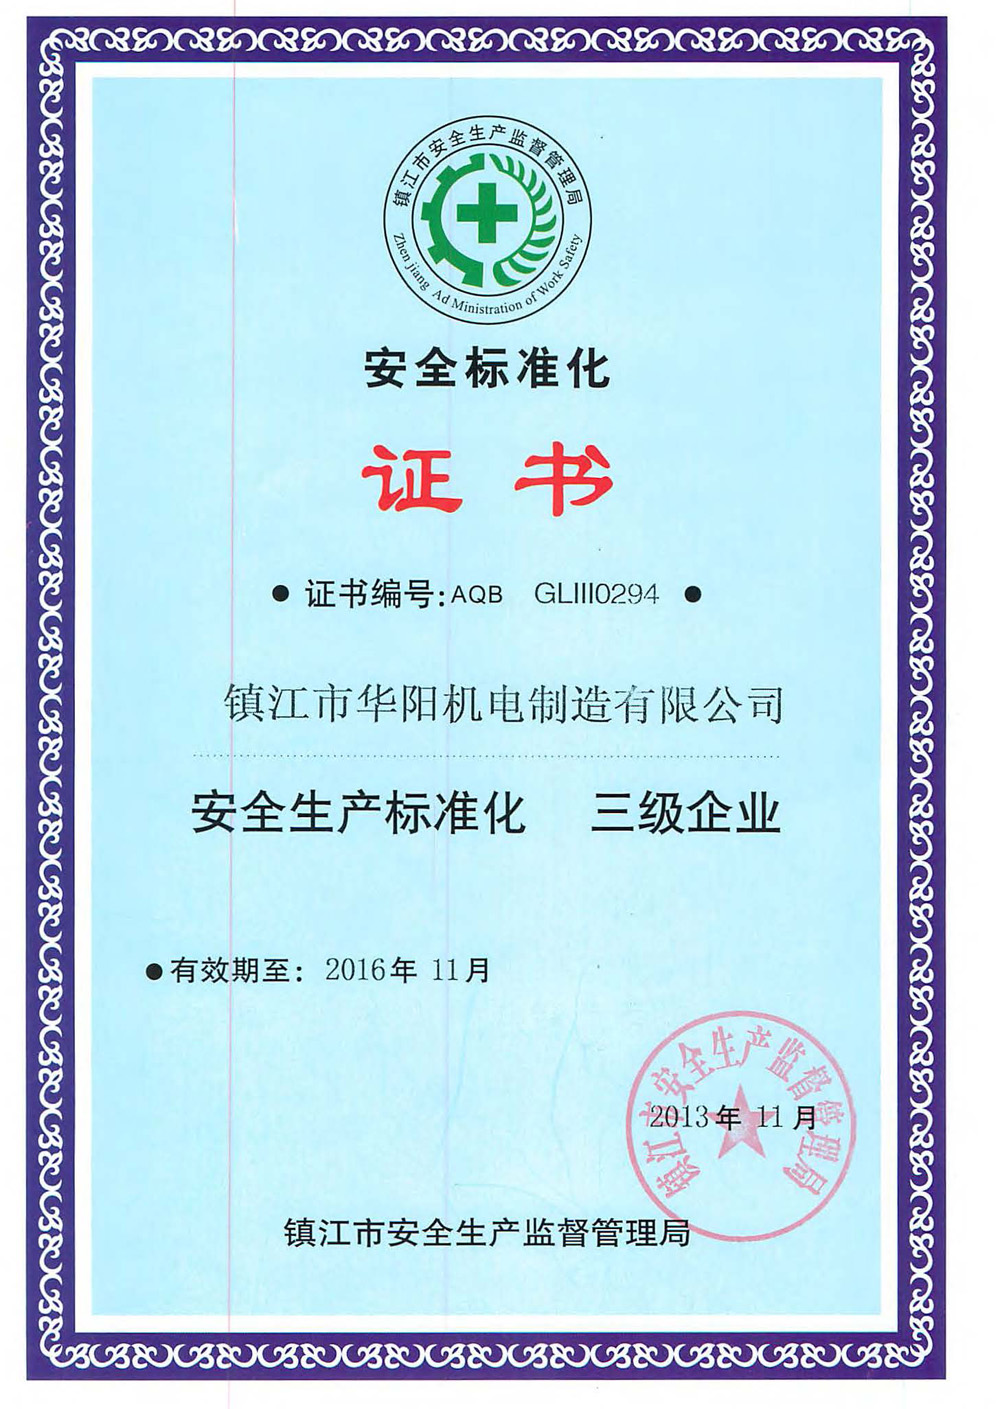 镇江市安全生产监督管理局
Zhen jiang Ad Ministration of Work Safety
安全标准化
证书
● 证书编号:AQB GLIII0294 ●
镇江市华阳机电制造有限公司
安全生产标准化 三级企业
●有效期至: 2016年 11月
镇江市安全生产监督管理局
2013年 11月
镇江市安全生产监督管理局